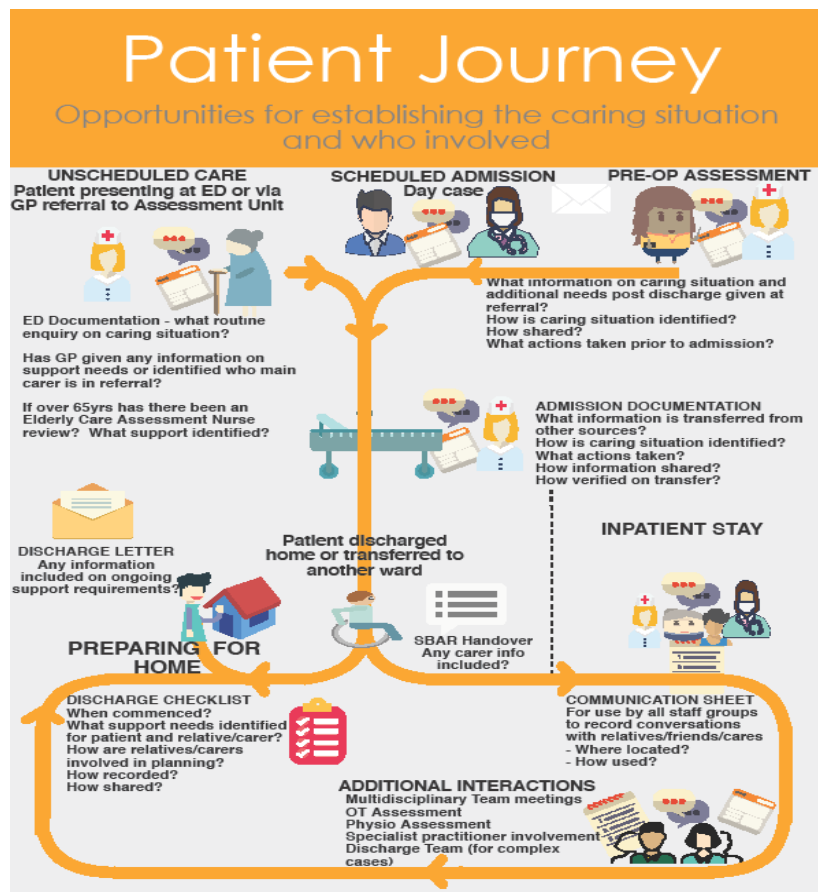 Patient Journey
Opportunities for establishing the caring situation
and who involved
UNSCHEDULED CARE
Patient presenting at ED or via
GP referral to Assessment Unit
SCHEDULED ADMISSION
Day case
PRE-OP ASSESSMENT
ED Documentation - what routine
enquiry on caring situation?
Has GP given any information on
support needs or identified who main
carer is in referral?
If over 65yrs has there been an
Elderly Care Assessment Nurse
review? What support identified?
What information on caring situation and
additional needs post discharge given at
referral?
How is caring situation identified?
How shared?
What actions taken prior to admission?
ADMISSION DOCUMENTATION
What information is transferred from
other sources?
How is caring situation identified?
What actions taken?
How information shared?
How verified on transfer?
DISCHARGE LETTER
Any information
included on ongoing
support requirements?
Patient discharged
home or transferred to
another ward
INPATIENT STAY
SBAR Handover
Any carer info
included?
PREPARING FOR
HOME
DISCHARGE CHECKLIST
When commenced?
What support needs identified
for patient and relative/carer?
How are relatives/carers
involved in planning?
How recorded?
How shared?
COMMUNICATION SHEET
For use by all staff groups
to record conversations
with relatives/friends/cares
- Where located?
- How used?
ADDITIONAL INTERACTIONS
Multidisciplinary Team meetings
OT Assessment
Physio Assessment
Specialist practitioner involvement
Discharge Team (for complex
cases)